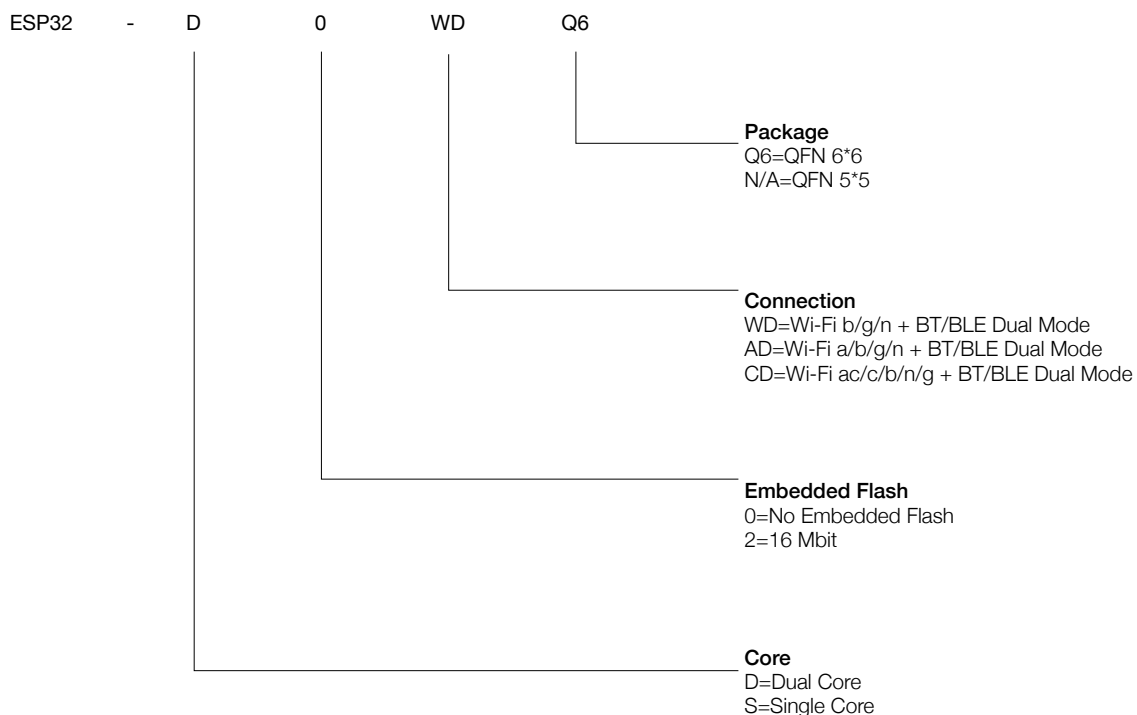 ESP32 - D 0 WD Q6
Package
Q6=QFN 6*6
N/A=QFN 5*5
Connection
WD=Wi-Fi b/g/n + BT/BLE Dual Mode
AD=Wi-Fi a/b/g/n + BT/BLE Dual Mode
CD=Wi-Fi ac/c/b/n/g + BT/BLE Dual Mode
Embedded Flash
0=No Embedded Flash
2=16 Mbit
Core
D=Dual Core
S=Single Core